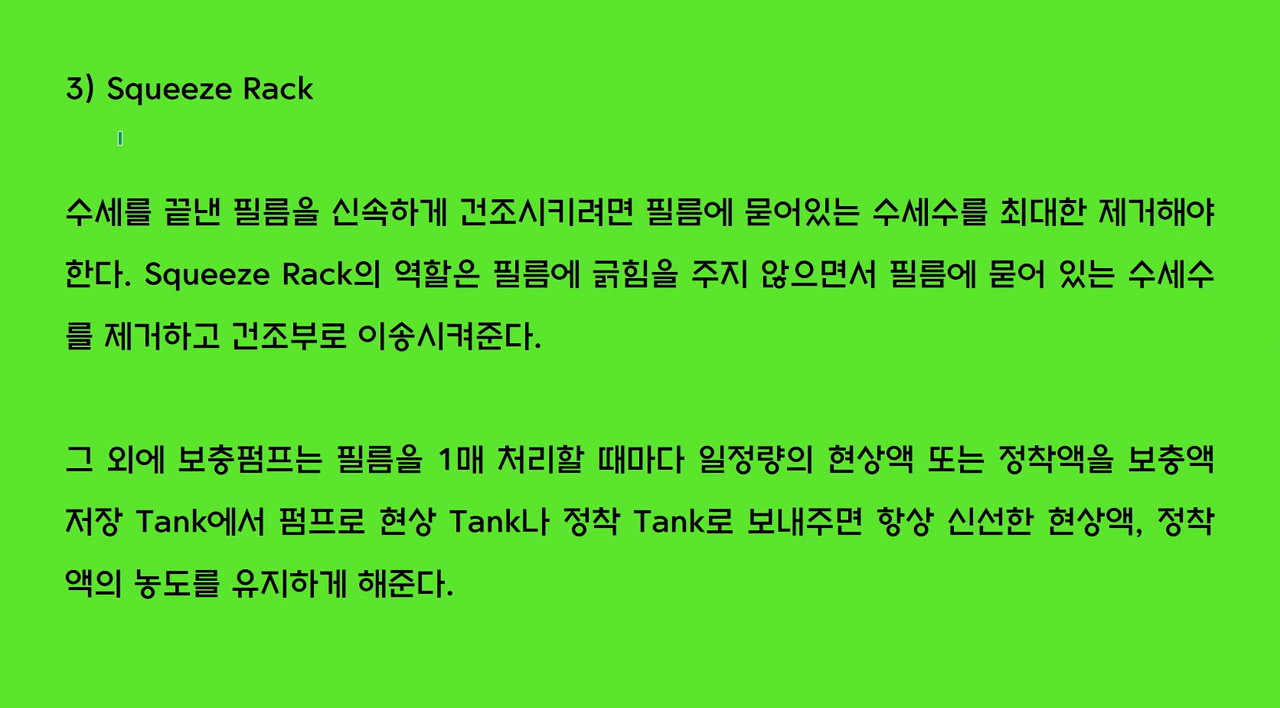 3) Squeeze Rack
수세를 끝낸 필름을 신속하게 건조시키려면 필름에 묻어있는 수세수를 최대한 제거해야
한다. Squeeze Rack의 역할은 필름에 긁힘을 주지 않으면서 필름에 묻어 있는 수세수
를 제거하고 건조부로 이송시켜준다.
그 외에 보충펌프는 필름을 1매 처리할 때마다 일정량의 현상액 또는 정착액을 보충액
저장 Tank에서 펌프로 현상 Tank나 정착 Tank로 보내주면 항상 신선한 현상액, 정착
액의 농도를 유지하게 해준다.